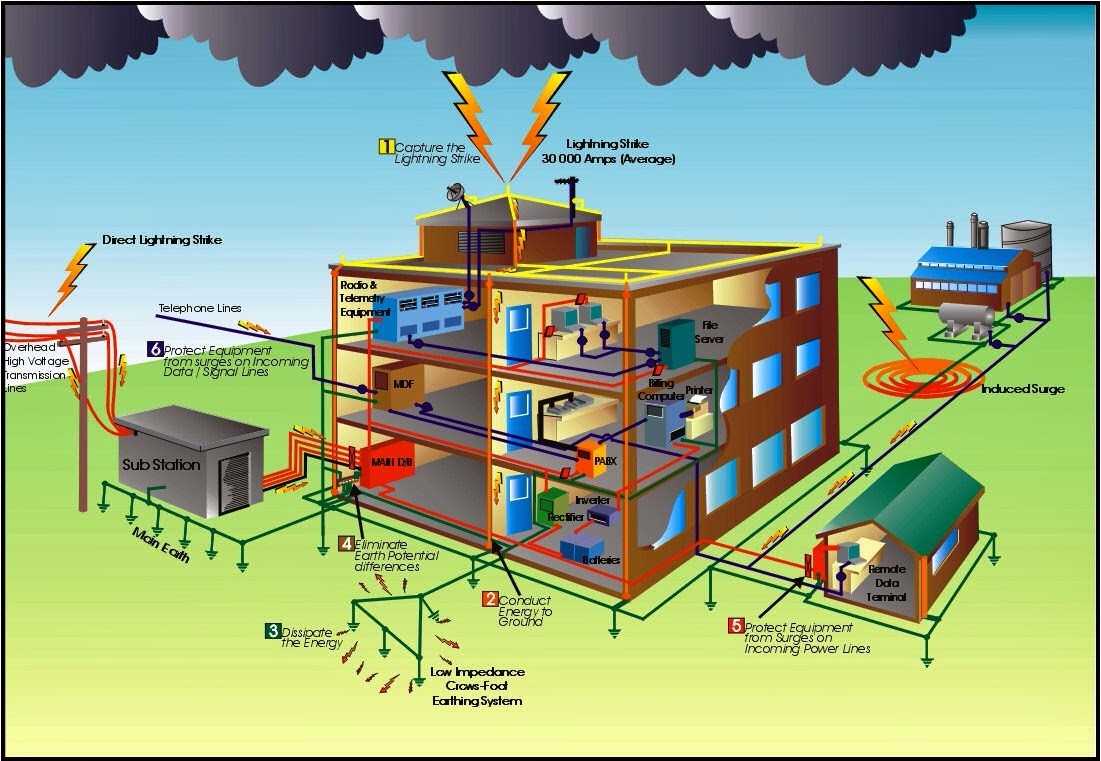 1 Capture the
Lightning Strike
Lightning Strike
30 000 Amps (Average)
Direct Lightning Strike
Telephone Lines
Overhead
High Voltage
Transmission
Lines
6 Protect Equipment
from surges on Incoming
Data / Signal Lines
Radio &
Telemetry
Equipment
File
Server
MDF
Billing
Computer
Printer
Induced Surge
Sub Station
MAIN D/B
PABX
Inverter
Rectifier
Batteries
Main Earth
4 Eliminate
Earth Potential
differences
2 Conduct
Energy to
Ground
3 Dissipate
the Energy
Low Impedance
Crows-Foot
Earthing System
Remote
Data
Terminal
5 Protect Equipment
from Surges on
Incoming Power Lines